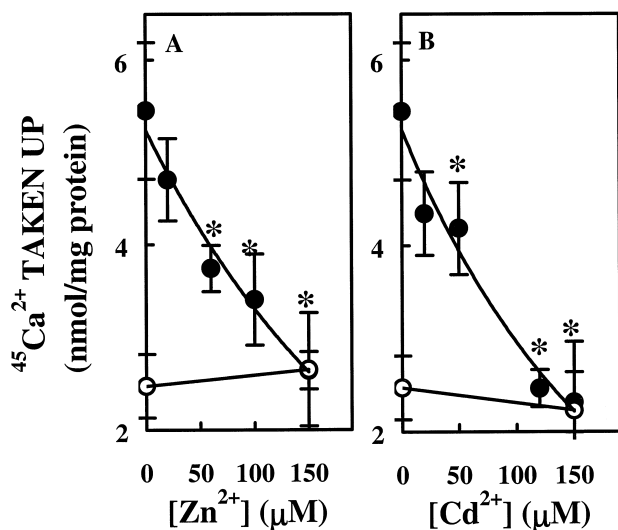 A
B
6
4
2
6
4
2
⁴⁵Ca²⁺ TAKEN UP
(nmol/mg protein)
* * *
* * *
0 50 100 150
0 50 100 150
[Zn²⁺] (μM)
[Cd²⁺] (μM)